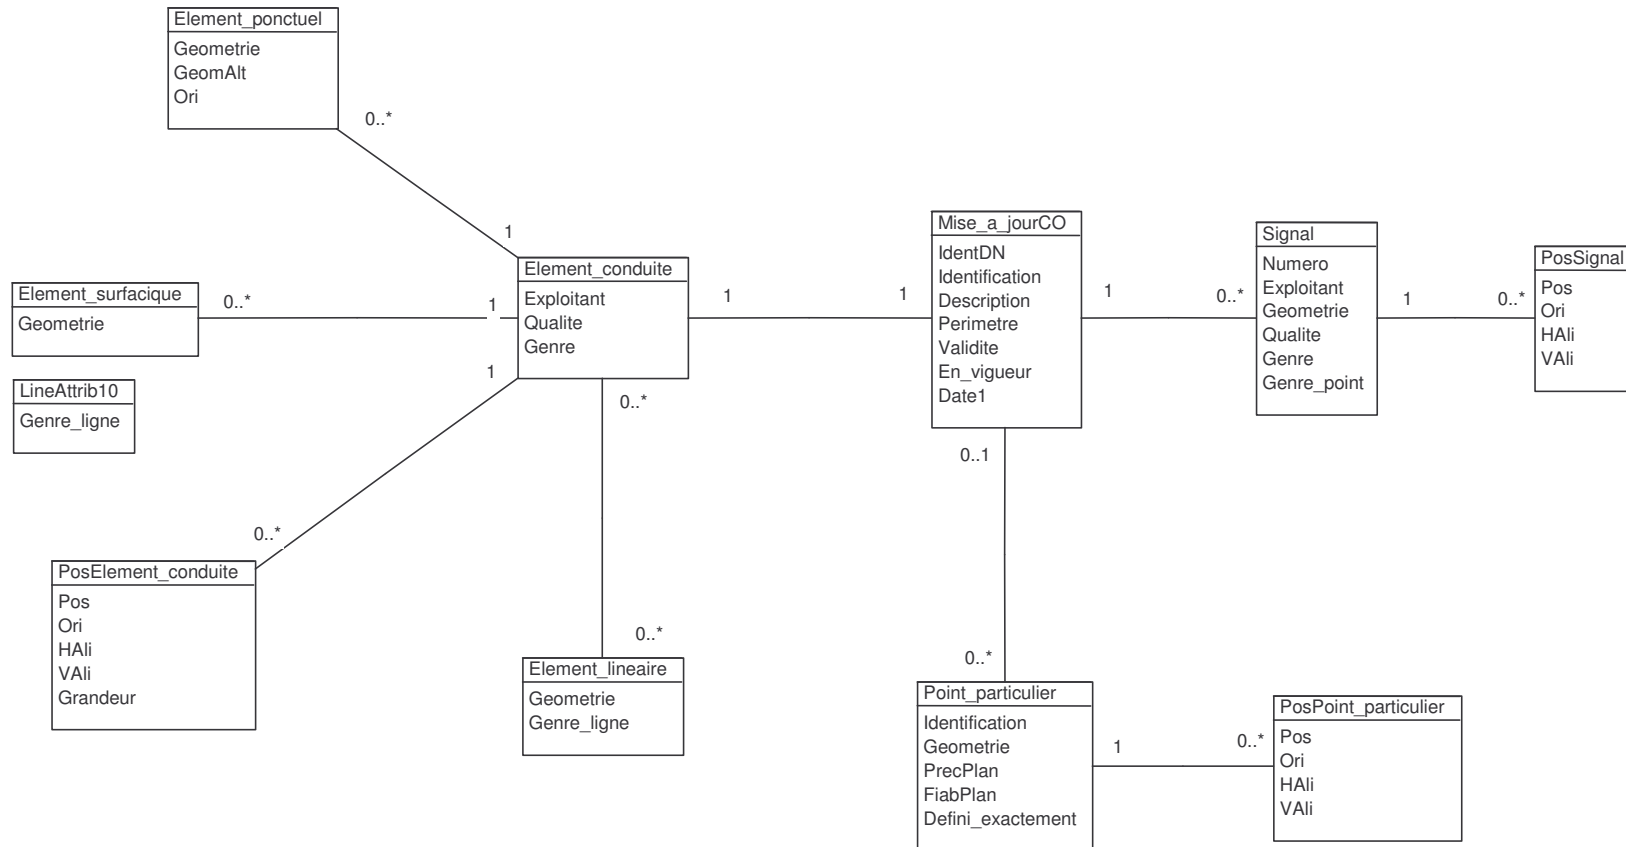 Element_ponctuel
Geometrie
GeomAlt
Ori
0..*
1
Element_surfacique
Geometrie
0..*
1
LineAttrib10
Genre_ligne
Element_conduite
Exploitant
Qualite
Genre
1
0..*
1
1
Mise_a_jourCO
IdentDN
Identification
Description
Perimetre
Validite
En_vigueur
Date1
1
0..*
Signal
Numero
Exploitant
Geometrie
Qualite
Genre
Genre_point
1
0..*
PosSignal
Pos
Ori
HAli
VAli
0..1
0..*
PosElement_conduite
Pos
Ori
HAli
VAli
Grandeur
0..*
Element_lineaire
Geometrie
Genre_ligne
0..*
Point_particulier
Identification
Geometrie
PrecPlan
FiabPlan
Defini_exactement
1
0..*
PosPoint_particulier
Pos
Ori
HAli
VAli